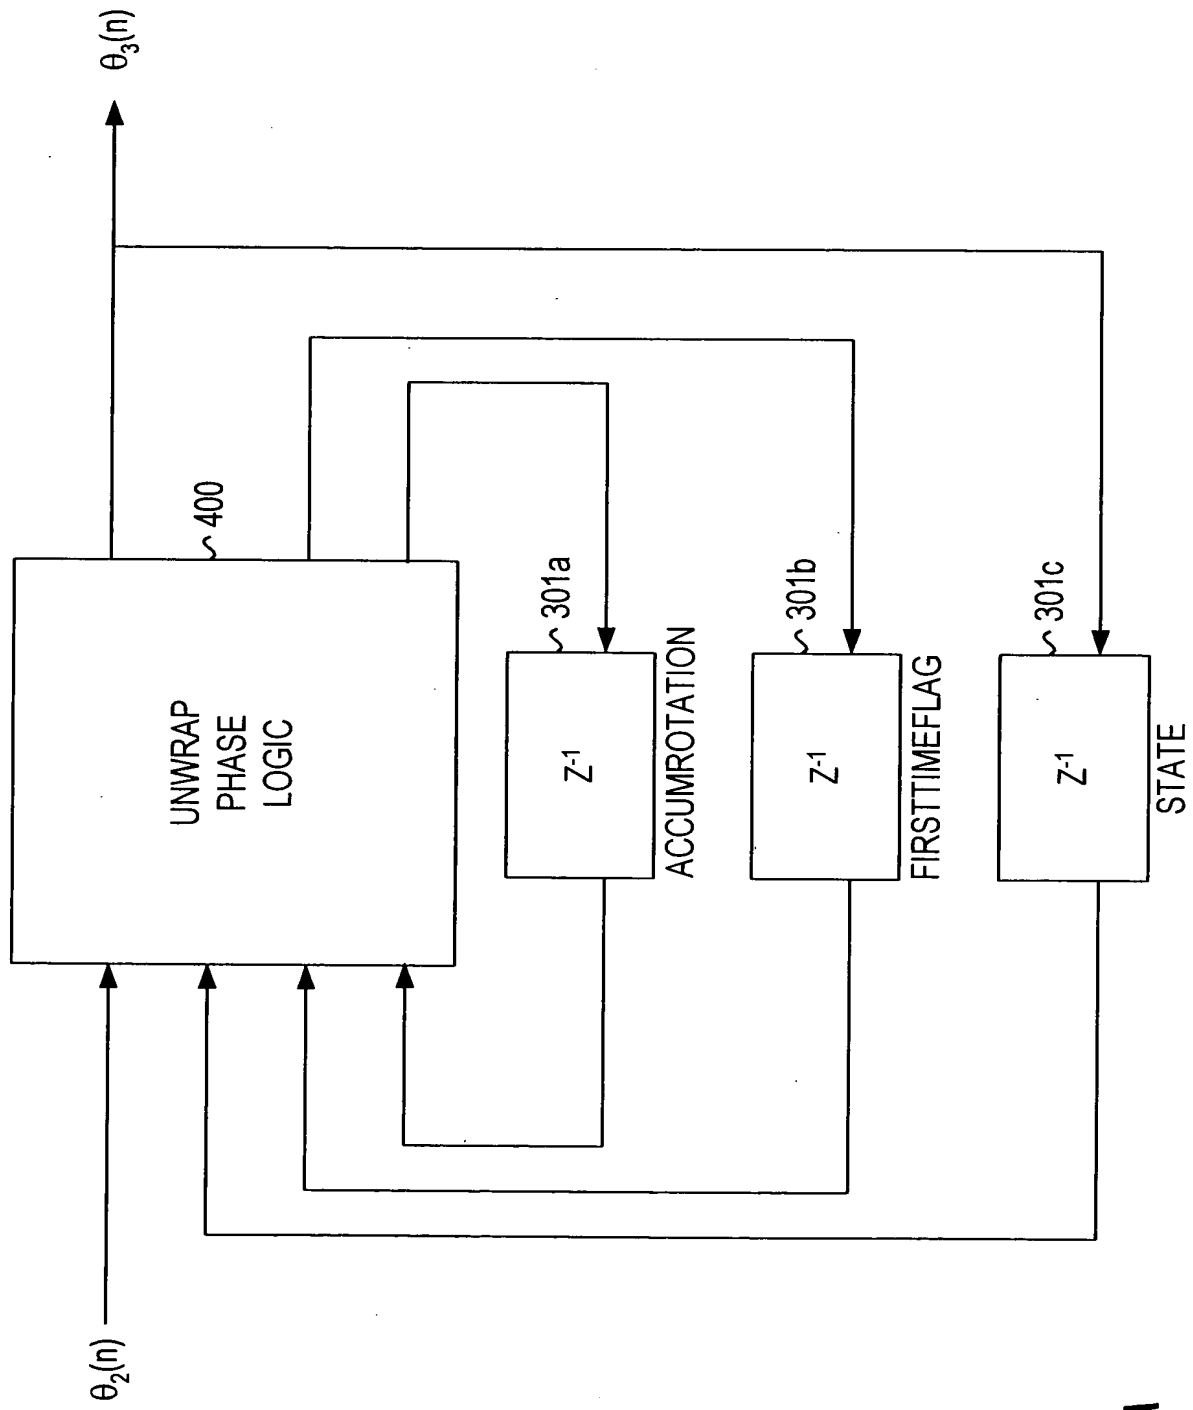 θ₂(n)
UNWRAP
PHASE
LOGIC
400
θ₃(n)
Z⁻¹
301a
ACCUMROTATION
Z⁻¹
301b
FIRSTTIMEFLAG
Z⁻¹
301c
STATE